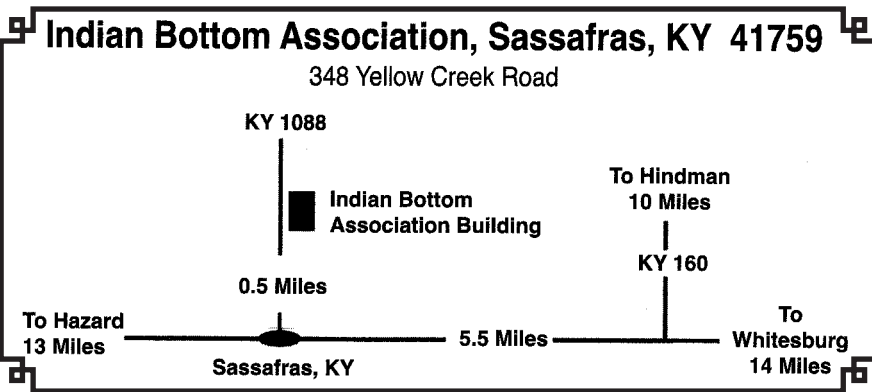 Indian Bottom Association, Sassafras, KY 41759
348 Yellow Creek Road
KY 1088
Indian Bottom
Association Building
To Hindman
10 Miles
KY 160
0.5 Miles
To Hazard
13 Miles
Sassafras, KY
5.5 Miles
To
Whitesburg
14 Miles